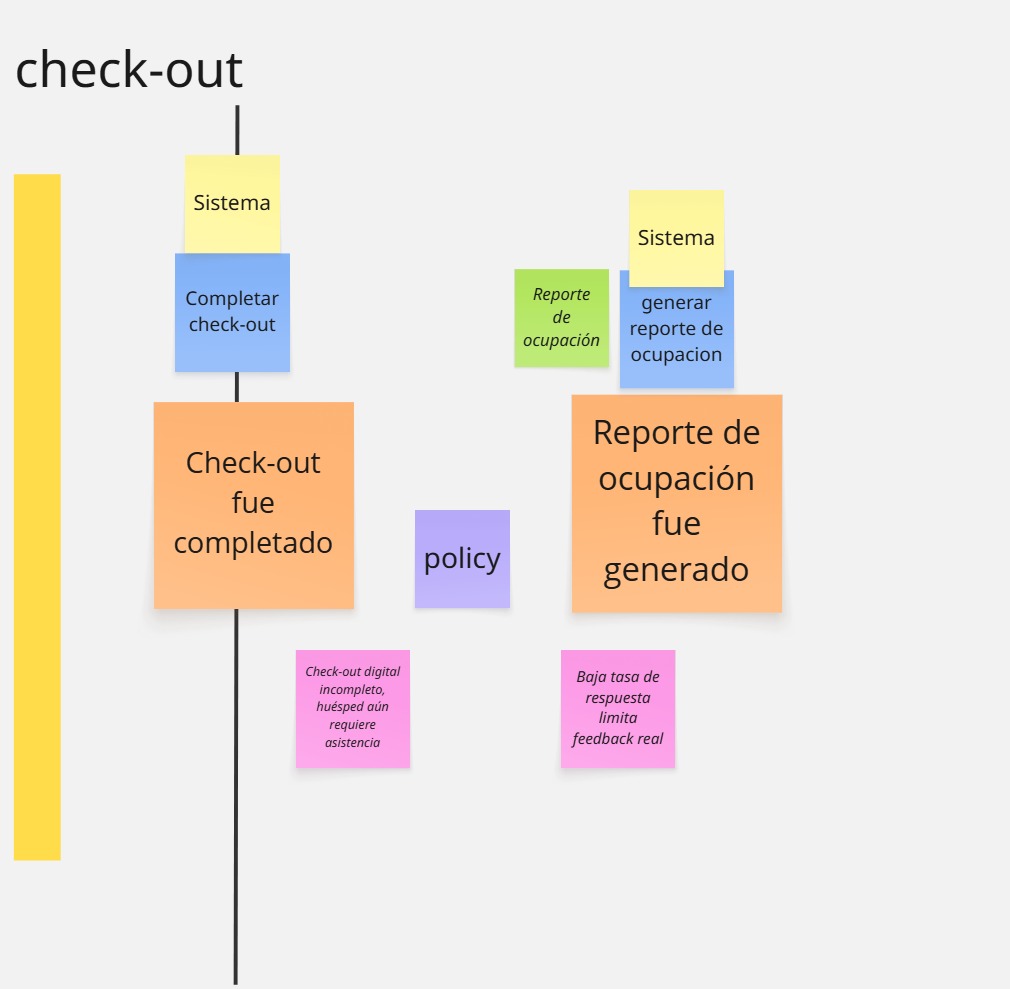 check-out
Sistema
Completar
check-out
Check-out
fue
completado
policy
Check-out digital
incompleto,
huésped aún
requiere
asistencia
Sistema
Reporte
de
ocupación
generar
reporte de
ocupacion
Reporte de
ocupación
fue
generado
Baja tasa de
respuesta
limita
feedback real